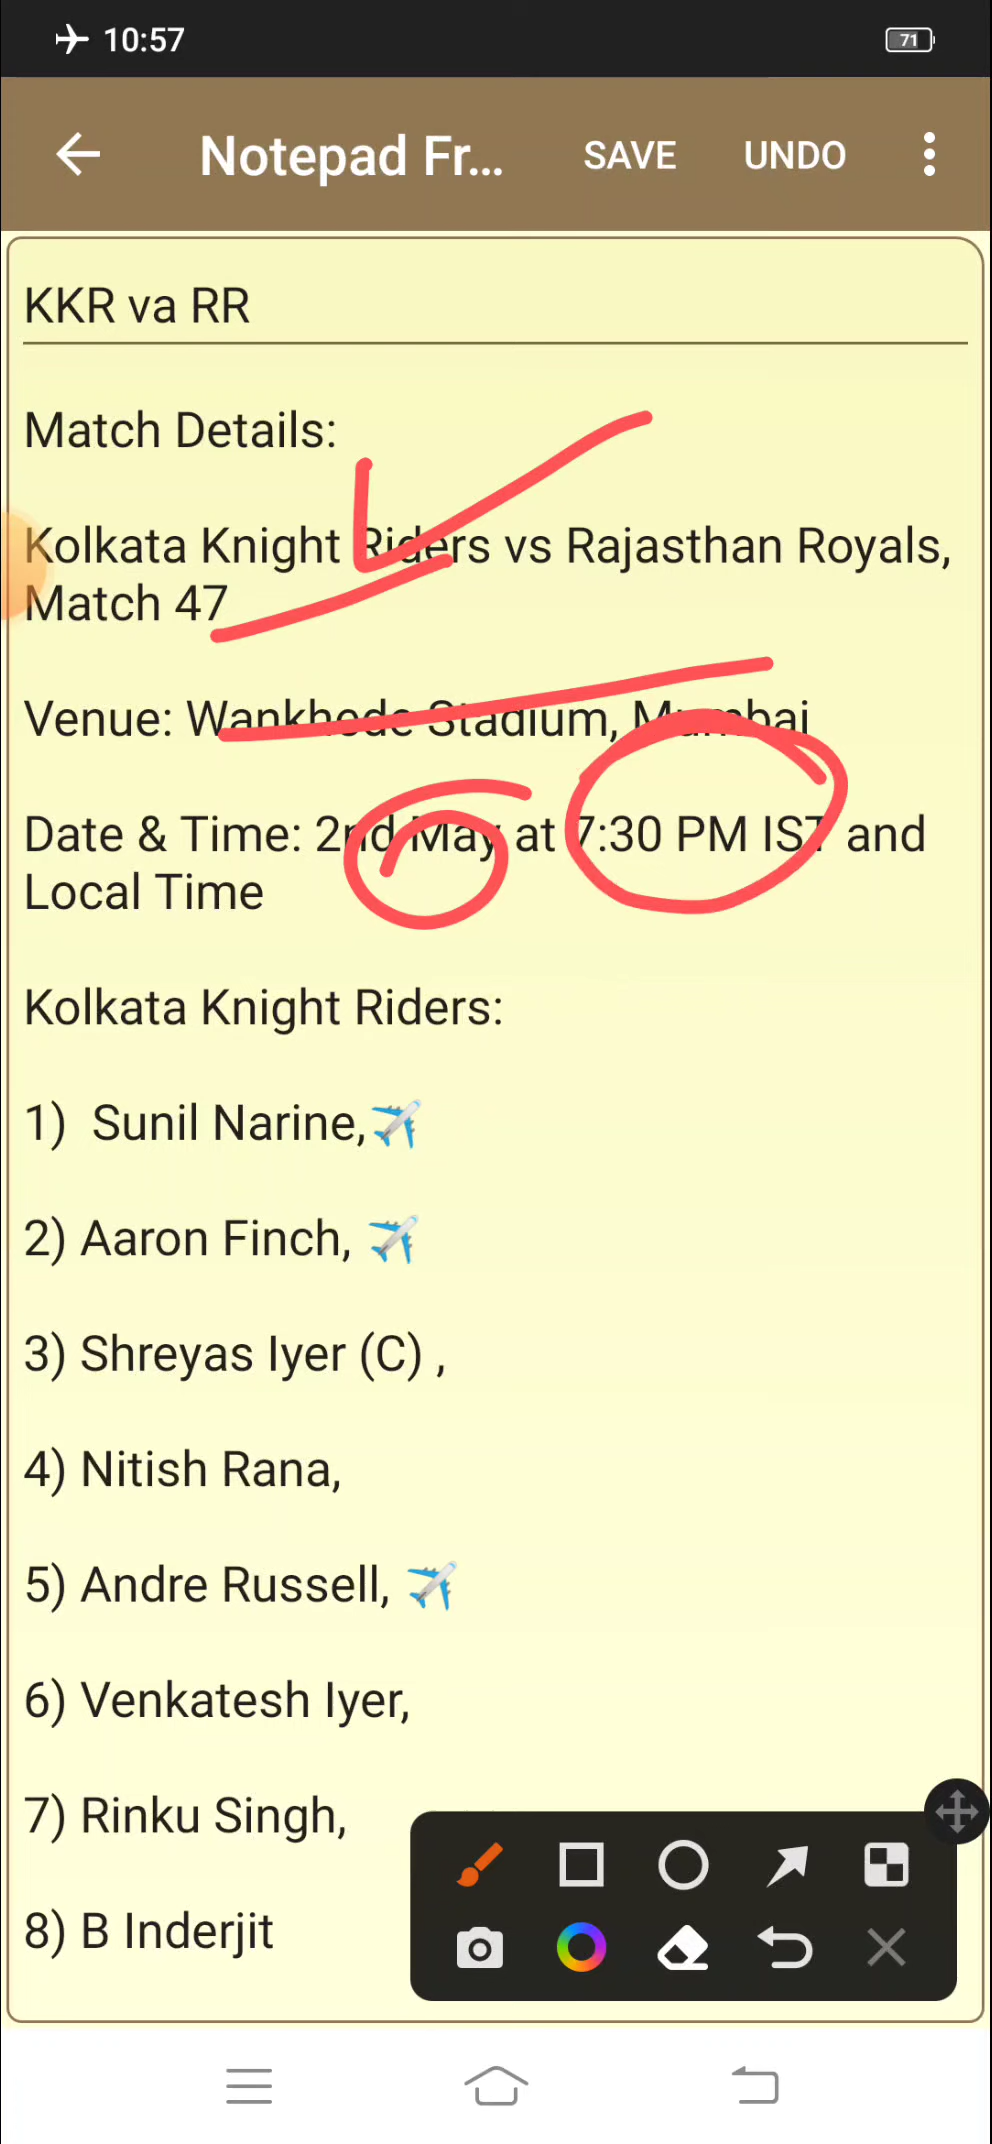 10:57
71
Notepad Fr... SAVE UNDO
KKR va RR
Match Details:
Kolkata Knight Riders vs Rajasthan Royals,
Match 47
Venue: Wankhede Stadium, Mumbai
Date & Time: 2nd May at 7:30 PM IST and
Local Time
Kolkata Knight Riders:
1) Sunil Narine,✈️
2) Aaron Finch, ✈️
3) Shreyas Iyer (C) ,
4) Nitish Rana,
5) Andre Russell, ✈️
6) Venkatesh Iyer,
7) Rinku Singh,
8) B Inderjit